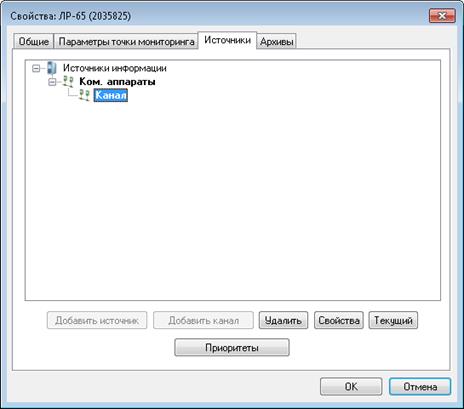 Свойства: ЛР-65 (2035825)
Общие Параметры точки мониторинга Источники Архивы
Источники информации
Ком. аппараты
Канал
Добавить источник Добавить канал Удалить Свойства Текущий
Приоритеты
OK Отмена